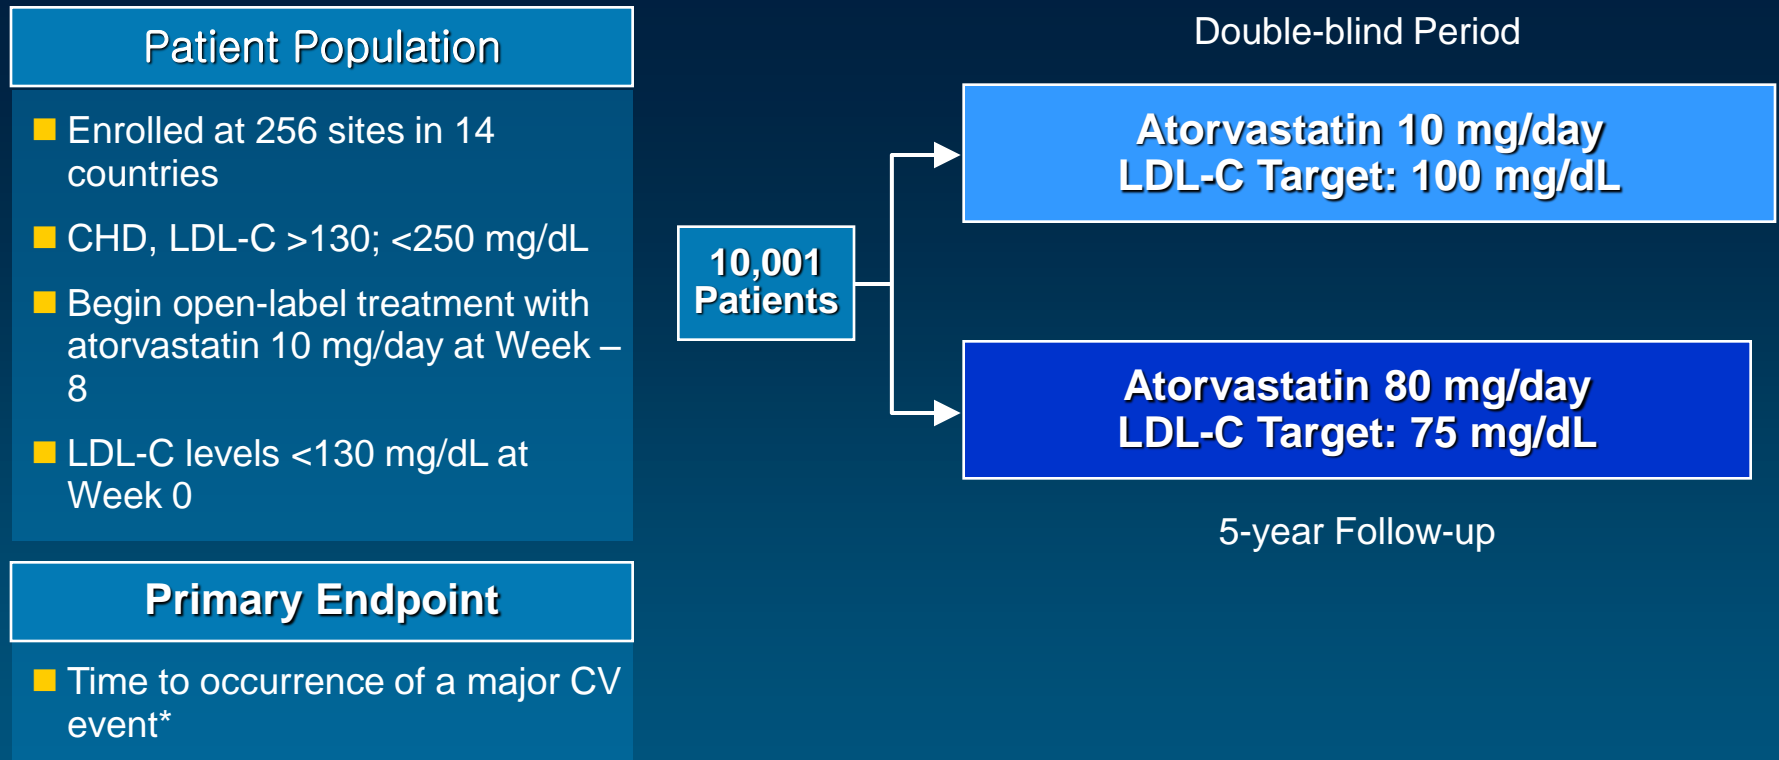 Patient Population
Enrolled at 256 sites in 14
countries
CHD, LDL-C >130; <250 mg/dL
Begin open-label treatment with
atorvastatin 10 mg/day at Week –
8
LDL-C levels <130 mg/dL at
Week 0
Primary Endpoint
Time to occurrence of a major CV
event*
10,001
Patients
Double-blind Period
Atorvastatin 10 mg/day
LDL-C Target: 100 mg/dL
Atorvastatin 80 mg/day
LDL-C Target: 75 mg/dL
5-year Follow-up